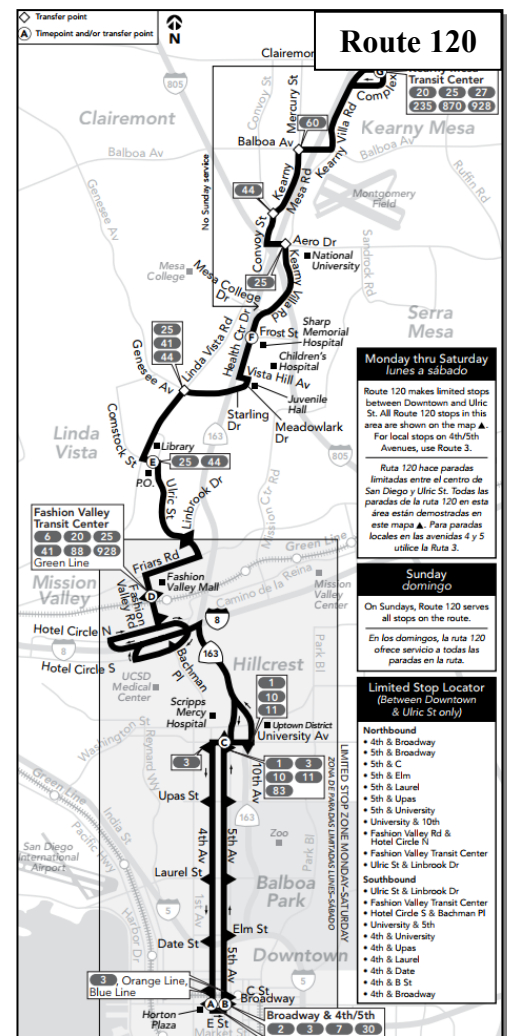 Transfer point
A Timepoint and/or transfer point
N
Route 120
Clairemont
Transit Center
20 25 27
235 870 928
G
Complex
805
Convoy St
Mercury St
Clairemont
60
Kearny Mesa
Balboa Av
Balboa Av
Balboa Av
Kearny Villa Rd
Kearny
Mesa Rd
Ruffin Rd
No Sunday service
Genesee Av
44
Montgomery
Field
Convoy St
Aero Dr
National
University
Sandrock Rd
Mesa
College
Mesa College
Dr
25
Kearny Villa Rd
Serra
Mesa
Linda Vista Rd
Health Ctr Dr
F
Frost St
Sharp
Memorial
Hospital
25
41
44
Genesee Av
Children's
Hospital
Vista Hill Av
Juvenile
Hall
Starling
Dr
Meadowlark
Dr
Comstock St
163
805
Linda
Vista
Library
E
25 44
P.O.
Ulric St
Linbrook Dr
Mission Ctr Rd
Monday thru Saturday
lunes a sábado
Route 120 makes limited stops
between Downtown and Ulric
St. All Route 120 stops in this
area are shown on the map ▲.
For local stops on 4th/5th
Avenues, use Route 3.
Ruta 120 hace paradas
limitadas entre el centro de
San Diego y Ulric St. Todas las
paradas de la ruta 120 en esta
área están demostradas en
este mapa ▲. Para paradas
locales en las avenidas 4 y 5
utilice la Ruta 3.
Fashion Valley
Transit Center
6 20 25
41 88 928
Green Line
Friars Rd
Green Line
Mission
Valley
Fashion
Valley Mall
Camino de la Reina
Mission
Valley
Center
D
Fashion
Valley Rd
Hotel Circle N
8
8
Hotel Circle S
Bachman
Pl
163
Park Bl
Sunday
domingo
On Sundays, Route 120 serves
all stops on the route.
En los domingos, la ruta 120
ofrece servicio a todas las
paradas en la ruta.
Hillcrest
UCSD
Medical
Center
1
10
11
Scripps
Mercy
Hospital
Uptown District
University Av
Washington St
Reynard Wy
3
C
1 3
10 11
83
10th Av
LIMITED STOP ZONE MONDAY–SATURDAY
ZONA DE PARADAS LIMITADAS LUNES–SABADO
Green Line
India St
Pacific Hwy
Upas St
163
4th Av
5th Av
Zoo
Park Bl
San Diego
International
Airport
Laurel St
Balboa
Park
1st Av
5
Harbor Dr
Elm St
Date St
5th Av
Downtown
5
3, Orange Line,
Blue Line
C St
Broadway
A B
Horton
Plaza
E St
Market St
Broadway & 4th/5th
2 3 7 30
Limited Stop Locator
(Between Downtown
& Ulric St only)
Northbound
• 4th & Broadway
• 5th & Broadway
• 5th & C
• 5th & Elm
• 5th & Laurel
• 5th & Upas
• 5th & University
• University & 10th
• Fashion Valley Rd &
Hotel Circle N
• Fashion Valley Transit Center
• Ulric St & Linbrook Dr
Southbound
• Ulric St & Linbrook Dr
• Fashion Valley Transit Center
• Hotel Circle S & Bachman Pl
• University & 5th
• 4th & University
• 4th & Upas
• 4th & Laurel
• 4th & Date
• 4th & B St
• 4th & Broadway